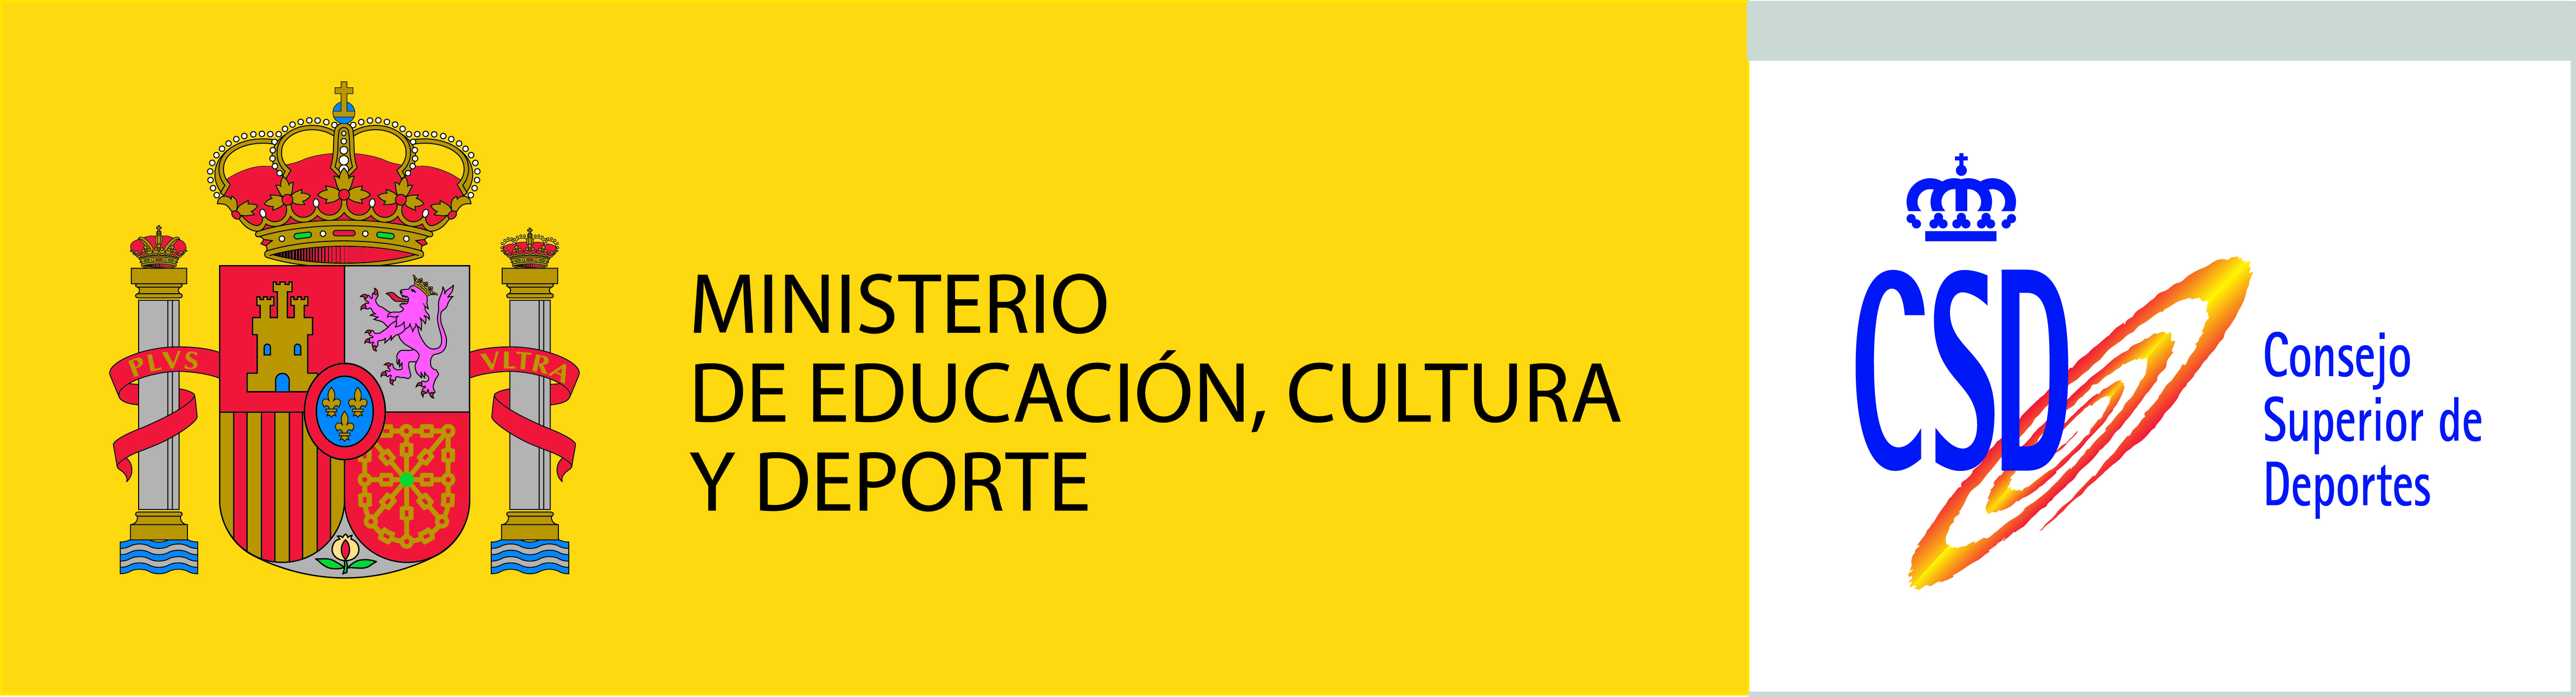 PLVS
VLTRA
MINISTERIO
DE EDUCACIÓN, CULTURA
Y DEPORTE
CSD
Consejo
Superior de
Deportes